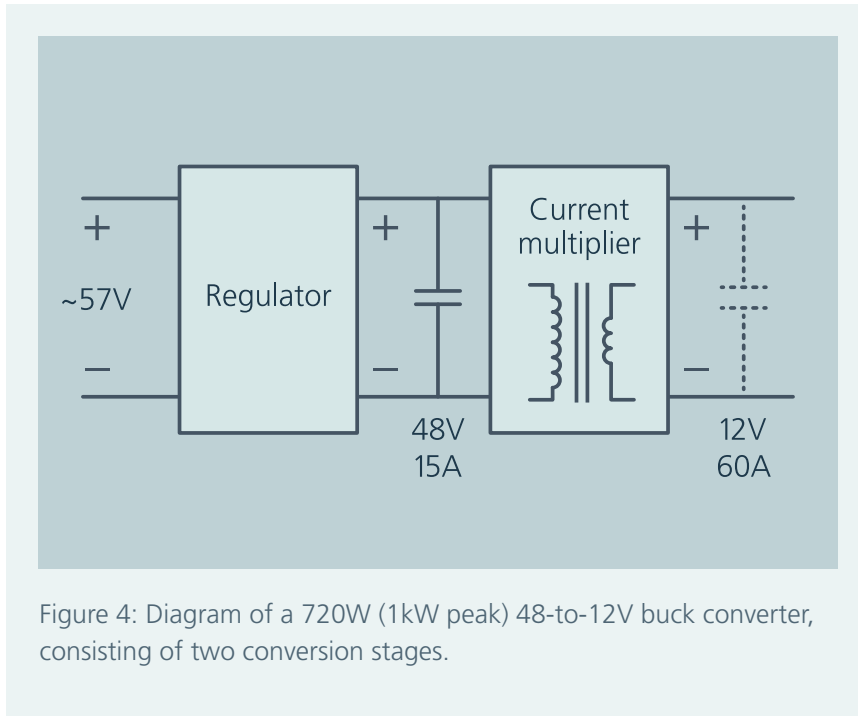 Current
multiplier
+
+
+
~57V
Regulator
−
−
−
48V
15A
12V
60A
Figure 4: Diagram of a 720W (1kW peak) 48-to-12V buck converter,
consisting of two conversion stages.